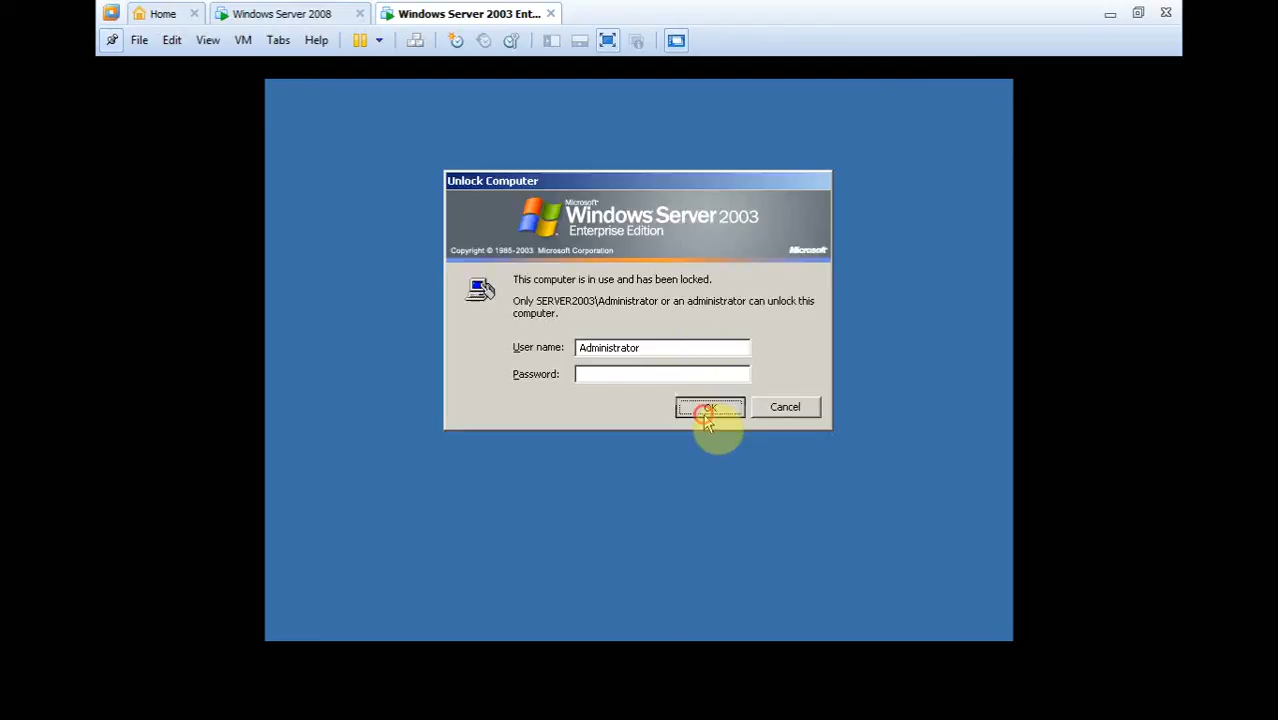 Home
Windows Server 2008
Windows Server 2003 Ent...
File Edit View VM Tabs Help
Unlock Computer
Microsoft
Windows Server 2003
Enterprise Edition
Copyright © 1985-2003 Microsoft Corporation
Microsoft
This computer is in use and has been locked.
Only SERVER2003\Administrator or an administrator can unlock this
computer.
User name: Administrator
Password:
OK Cancel